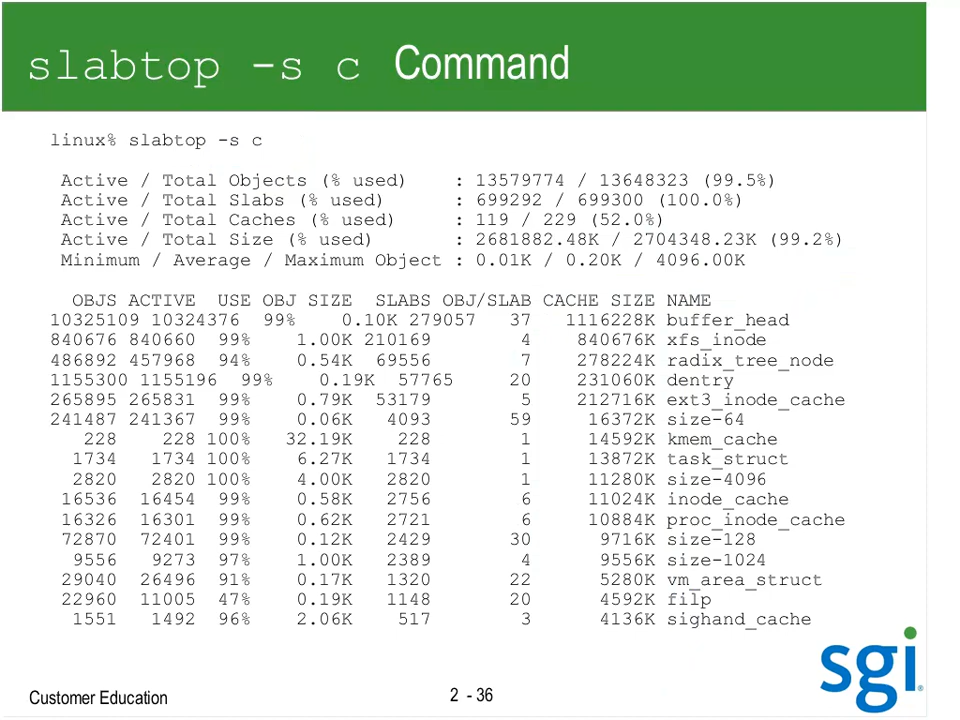 slabtop -s c Command
linux% slabtop -s c
Active / Total Objects (% used) : 13579774 / 13648323 (99.5%)
Active / Total Slabs (% used) : 699292 / 699300 (100.0%)
Active / Total Caches (% used) : 119 / 229 (52.0%)
Active / Total Size (% used) : 2681882.48K / 2704348.23K (99.2%)
Minimum / Average / Maximum Object : 0.01K / 0.20K / 4096.00K
OBJS ACTIVE USE OBJ SIZE SLABS OBJ/SLAB CACHE SIZE NAME
10325109 10324376 99% 0.10K 279057 37 1116228K buffer_head
840676 840660 99% 1.00K 210169 4 840676K xfs_inode
486892 457968 94% 0.54K 69556 7 278224K radix_tree_node
1155300 1155196 99% 0.19K 57765 20 231060K dentry
265895 265831 99% 0.79K 53179 5 212716K ext3_inode_cache
241487 241367 99% 0.06K 4093 59 16372K size-64
228 228 100% 32.19K 228 1 14592K kmem_cache
1734 1734 100% 6.27K 1734 1 13872K task_struct
2820 2820 100% 4.00K 2820 1 11280K size-4096
16536 16454 99% 0.58K 2756 6 11024K inode_cache
16326 16301 99% 0.62K 2721 6 10884K proc_inode_cache
72870 72401 99% 0.12K 2429 30 9716K size-128
9556 9273 97% 1.00K 2389 4 9556K size-1024
29040 26496 91% 0.17K 1320 22 5280K vm_area_struct
22960 11005 47% 0.19K 1148 20 4592K filp
1551 1492 96% 2.06K 517 3 4136K sighand_cache
sgi®
Customer Education
2 - 36